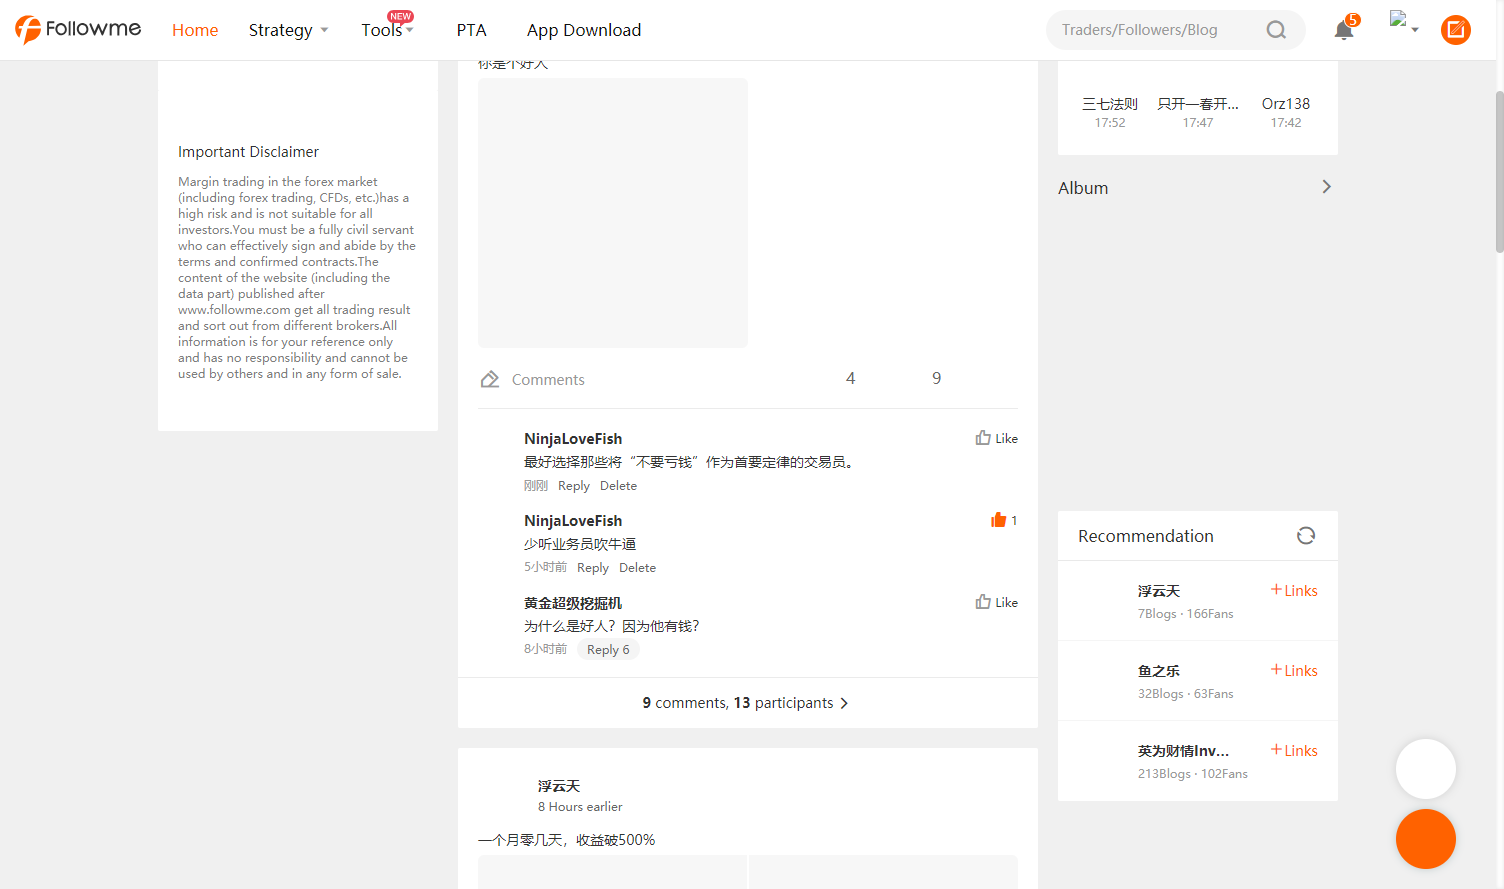 Followme
Home
Strategy
Tools
NEW
PTA
App Download
Traders/Followers/Blog
5
Important Disclaimer
Margin trading in the forex market
(including forex trading, CFDs, etc.)has a
high risk and is not suitable for all
investors.You must be a fully civil servant
who can effectively sign and abide by the
terms and confirmed contracts.The
content of the website (including the
data part) published after
www.followme.com get all trading result
and sort out from different brokers.All
information is for your reference only
and has no responsibility and cannot be
used by others and in any form of sale.
你是个好人
Comments
4
9
NinjaLoveFish
Like
最好选择那些将“不要亏钱”作为首要定律的交易员。
刚刚 Reply Delete
NinjaLoveFish
1
少听业务员吹牛逼
5小时前 Reply Delete
黄金超级挖掘机
Like
为什么是好人？因为他有钱？
8小时前 Reply 6
9 comments, 13 participants
浮云天
8 Hours earlier
一个月零几天，收益破500%
三七法则
17:52
只开一春开...
17:47
Orz138
17:42
Album
Recommendation
浮云天
+Links
7Blogs · 166Fans
鱼之乐
+Links
32Blogs · 63Fans
英为财情Inv...
+Links
213Blogs · 102Fans